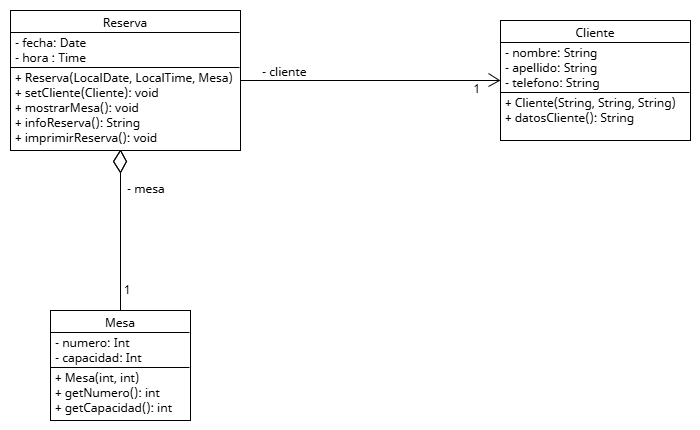 Reserva
- fecha: Date
- hora : Time
+ Reserva(LocalDate, LocalTime, Mesa)
+ setCliente(Cliente): void
+ mostrarMesa(): void
+ infoReserva(): String
+ imprimirReserva(): void
- cliente
1
Cliente
- nombre: String
- apellido: String
- telefono: String
+ Cliente(String, String, String)
+ datosCliente(): String
- mesa
1
Mesa
- numero: Int
- capacidad: Int
+ Mesa(int, int)
+ getNumero(): int
+ getCapacidad(): int